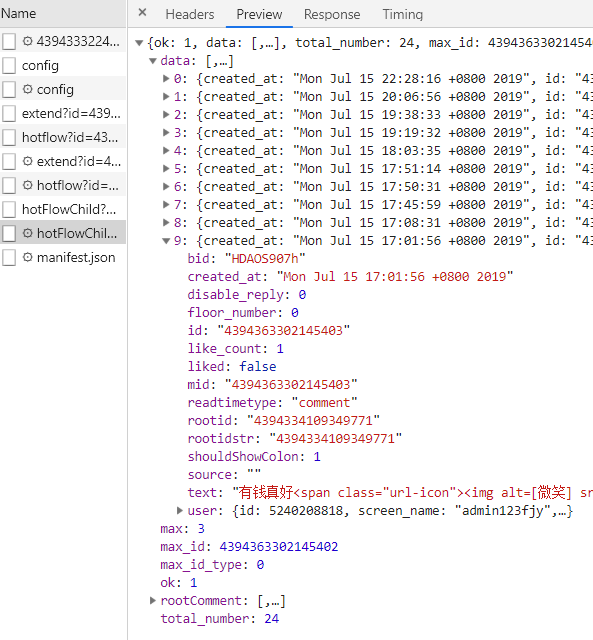 Name
4394333224...
config
config
extend?id=439...
hotflow?id=43...
extend?id=4...
hotflow?id=...
hotFlowChild?...
hotFlowChil...
manifest.json
× Headers Preview Response Timing
▼{ok: 1, data: [,…], total_number: 24, max_id: 439436330214540
▼data: [,…]
▶0: {created_at: "Mon Jul 15 22:28:16 +0800 2019", id: "43
▶1: {created_at: "Mon Jul 15 20:06:56 +0800 2019", id: "43
▶2: {created_at: "Mon Jul 15 19:38:33 +0800 2019", id: "43
▶3: {created_at: "Mon Jul 15 19:19:32 +0800 2019", id: "43
▶4: {created_at: "Mon Jul 15 18:03:35 +0800 2019", id: "43
▶5: {created_at: "Mon Jul 15 17:51:14 +0800 2019", id: "43
▶6: {created_at: "Mon Jul 15 17:50:31 +0800 2019", id: "43
▶7: {created_at: "Mon Jul 15 17:45:59 +0800 2019", id: "43
▶8: {created_at: "Mon Jul 15 17:08:31 +0800 2019", id: "43
▼9: {created_at: "Mon Jul 15 17:01:56 +0800 2019", id: "43
bid: "HDAOS907h"
created_at: "Mon Jul 15 17:01:56 +0800 2019"
disable_reply: 0
floor_number: 0
id: "4394363302145403"
like_count: 1
liked: false
mid: "4394363302145403"
readtimetype: "comment"
rootid: "4394334109349771"
rootidstr: "4394334109349771"
shouldShowColon: 1
source: ""
text: "有钱真好<span class="url-icon"><img alt=[微笑] sr
▶user: {id: 5240208818, screen_name: "admin123fjy",…}
max: 3
max_id: 4394363302145402
max_id_type: 0
ok: 1
▶rootComment: [,…]
total_number: 24